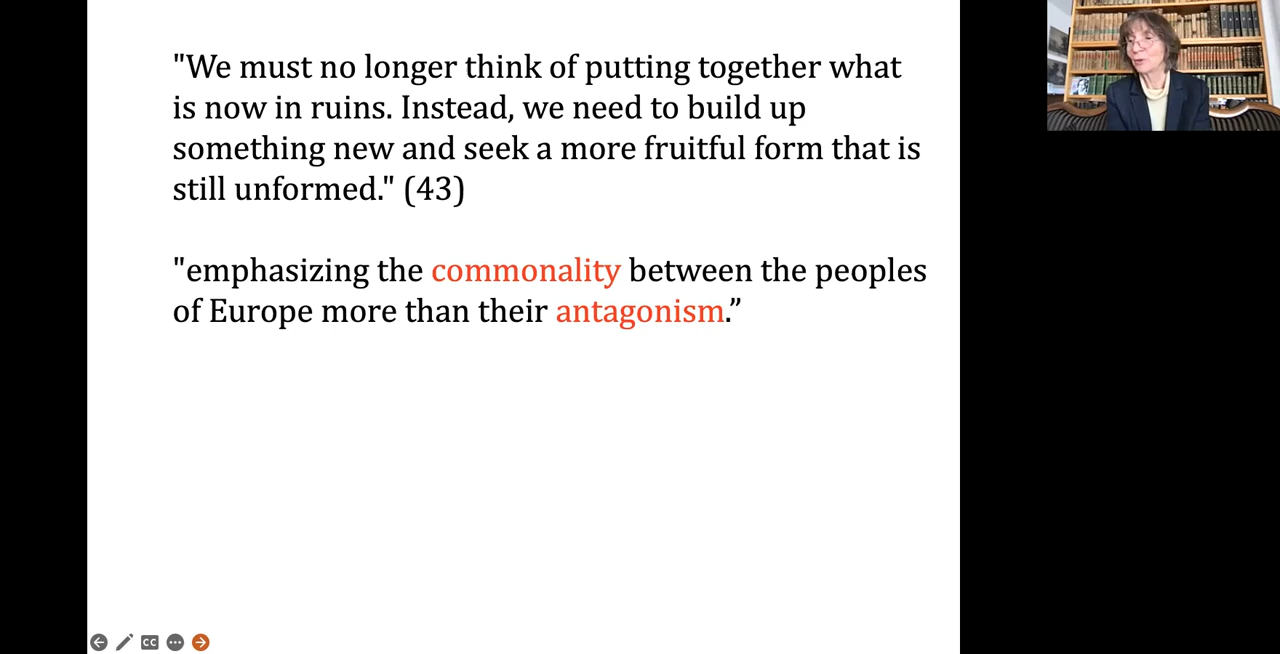 "We must no longer think of putting together what
is now in ruins. Instead, we need to build up
something new and seek a more fruitful form that is
still unformed." (43)
"emphasizing the commonality between the peoples
of Europe more than their antagonism.”
CC